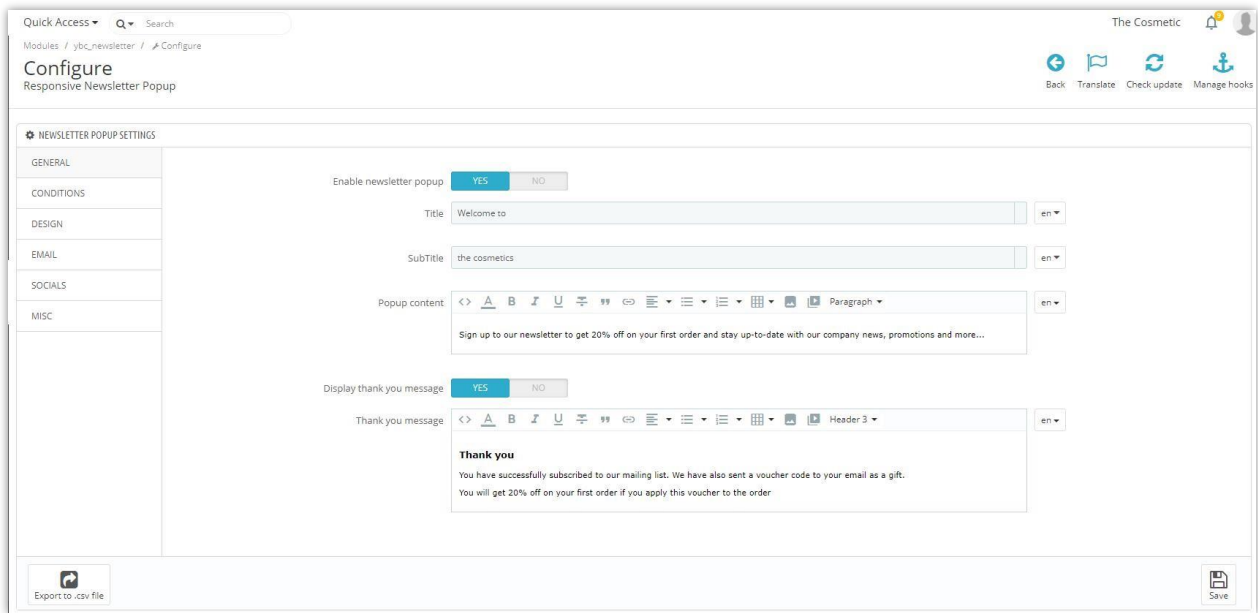 Quick Access
Search
The Cosmetic
Modules / ybc_newsletter / Configure
Configure
Responsive Newsletter Popup
Back
Translate
Check update
Manage hooks
NEWSLETTER POPUP SETTINGS
GENERAL
CONDITIONS
DESIGN
EMAIL
SOCIALS
MISC
Enable newsletter popup YES NO
Title Welcome to en
SubTitle the cosmetics en
Popup content A B I U Paragraph en
Sign up to our newsletter to get 20% off on your first order and stay up-to-date with our company news, promotions and more...
Display thank you message YES NO
Thank you message A B I U Header 3 en
Thank you
You have successfully subscribed to our mailing list. We have also sent a voucher code to your email as a gift.
You will get 20% off on your first order if you apply this voucher to the order
Export to .csv file
Save